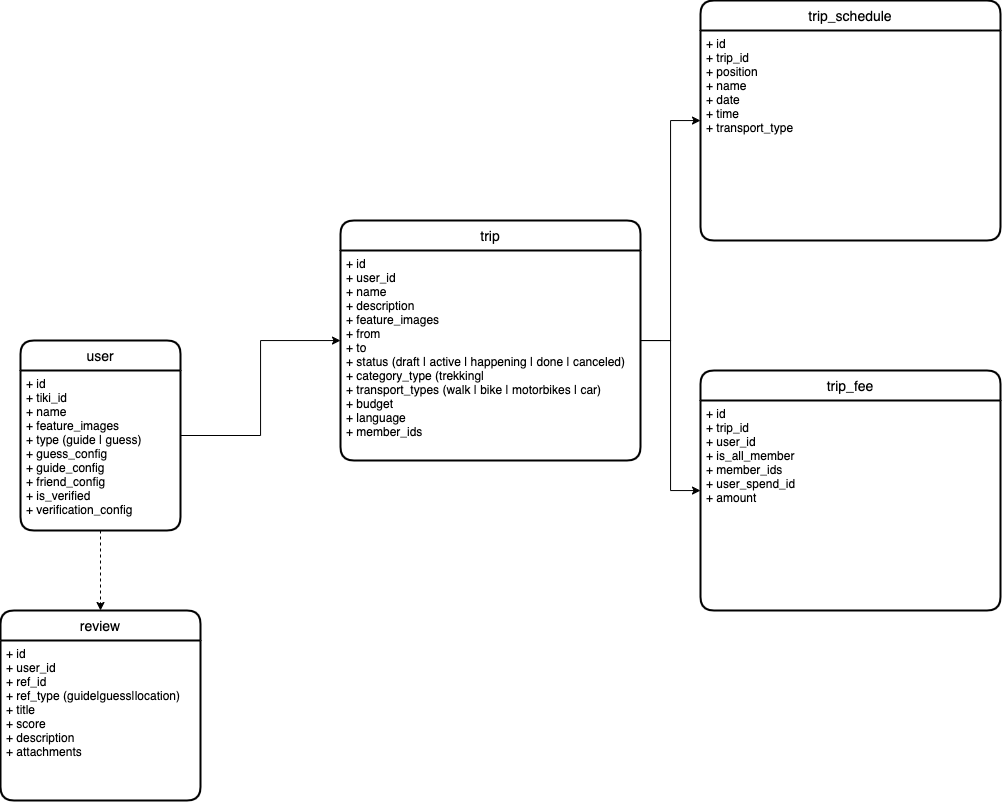 trip_schedule
+ id
+ trip_id
+ position
+ name
+ date
+ time
+ transport_type
trip
+ id
+ user_id
+ name
+ description
+ feature_images
+ from
+ to
+ status (draft | active | happening | done | canceled)
+ category_type (trekking|
+ transport_types (walk | bike | motorbikes | car)
+ budget
+ language
+ member_ids
user
+ id
+ tiki_id
+ name
+ feature_images
+ type (guide | guess)
+ guess_config
+ guide_config
+ friend_config
+ is_verified
+ verification_config
trip_fee
+ id
+ trip_id
+ user_id
+ is_all_member
+ member_ids
+ user_spend_id
+ amount
review
+ id
+ user_id
+ ref_id
+ ref_type (guide|guess|location)
+ title
+ score
+ description
+ attachments